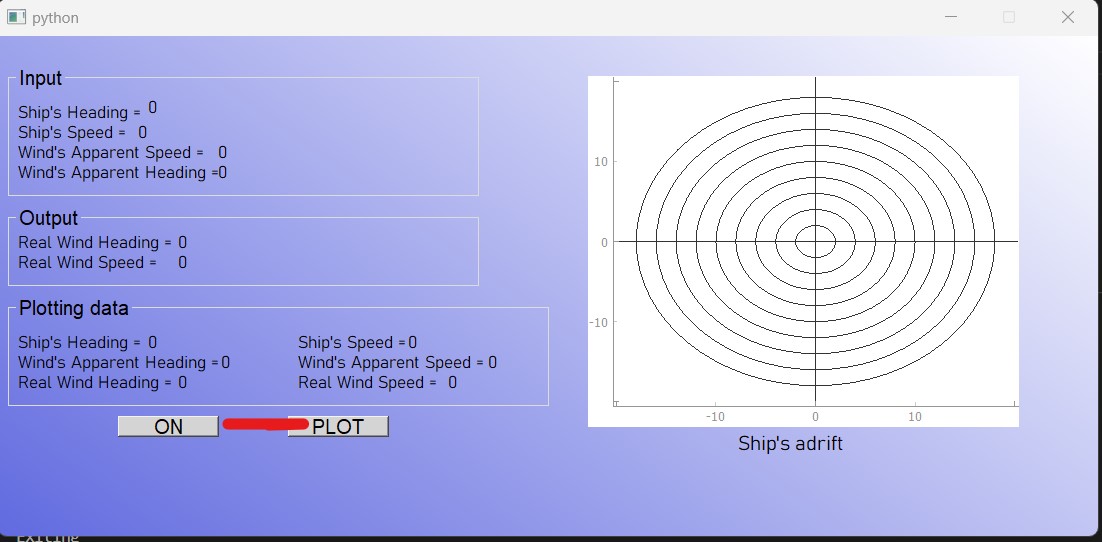 python
Input
Ship's Heading = 0
Ship's Speed = 0
Wind's Apparent Speed = 0
Wind's Apparent Heading =0
Output
Real Wind Heading = 0
Real Wind Speed = 0
Plotting data
Ship's Heading = 0 Ship's Speed =0
Wind's Apparent Heading =0 Wind's Apparent Speed = 0
Real Wind Heading = 0 Real Wind Speed = 0
ON PLOT
10
0
-10
-10 0 10
Ship's adrift
Exiting